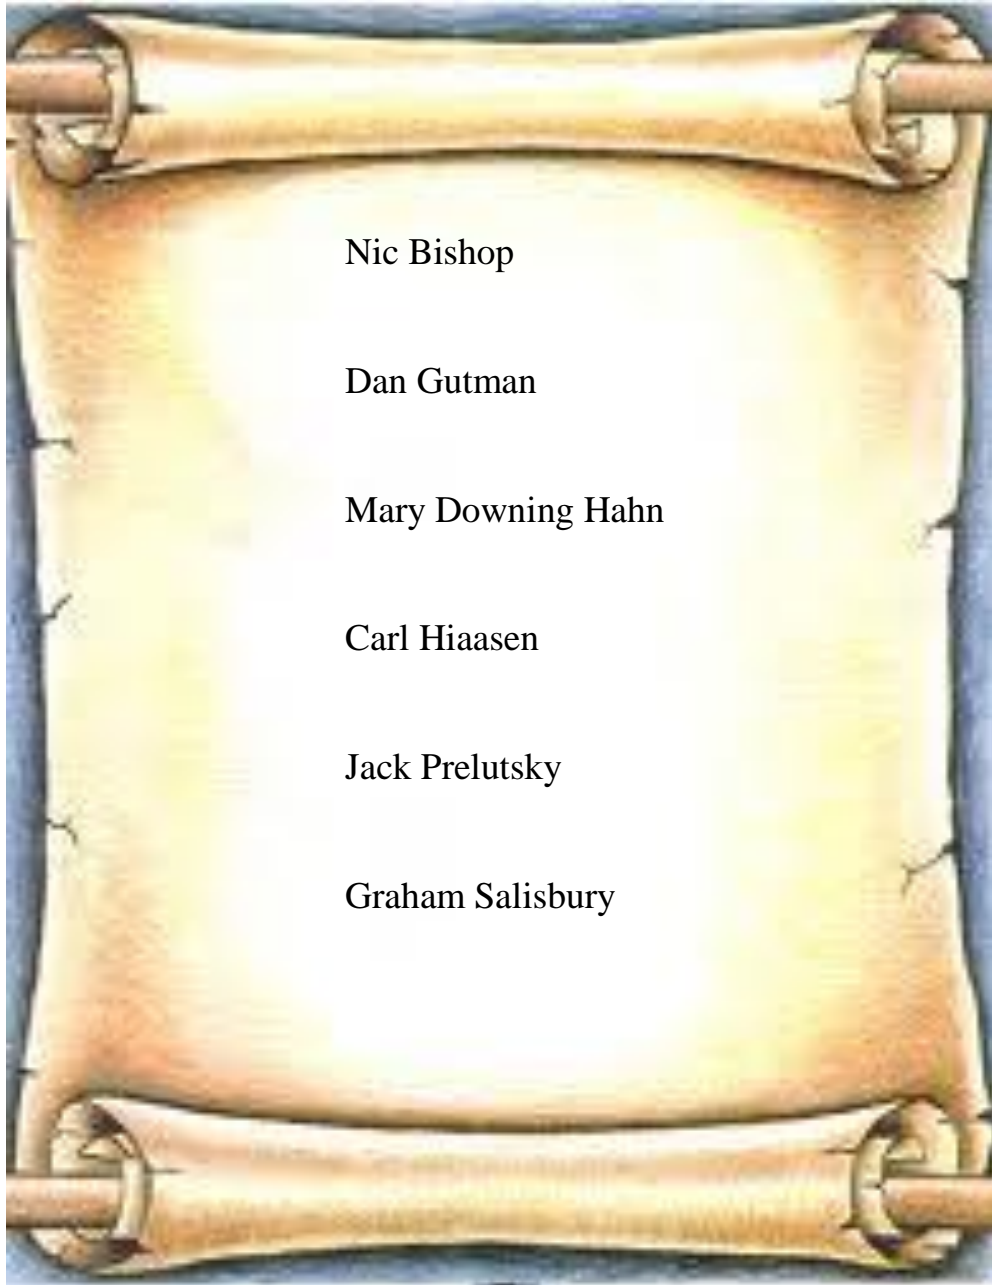 Nic Bishop
Dan Gutman
Mary Downing Hahn
Carl Hiaasen
Jack Prelutsky
Graham Salisbury